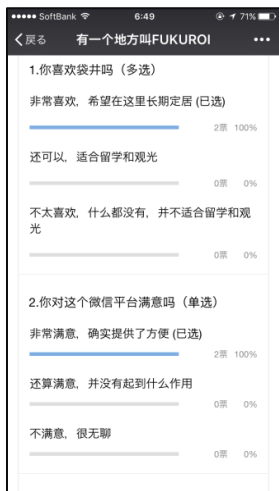 ●●●●● SoftBank 6:49 71%
戻る 有一个地方叫FUKUROI •••
1.你喜欢袋井吗（多选）
非常喜欢，希望在这里长期定居 (已选)
2票 100%
还可以，适合留学和观光
0票 0%
不太喜欢，什么都没有，并不适合留学和观
光
0票 0%
2.你对这个微信平台满意吗（单选）
非常满意，确实提供了方便 (已选)
2票 100%
还算满意，并没有起到什么作用
0票 0%
不满意，很无聊
0票 0%